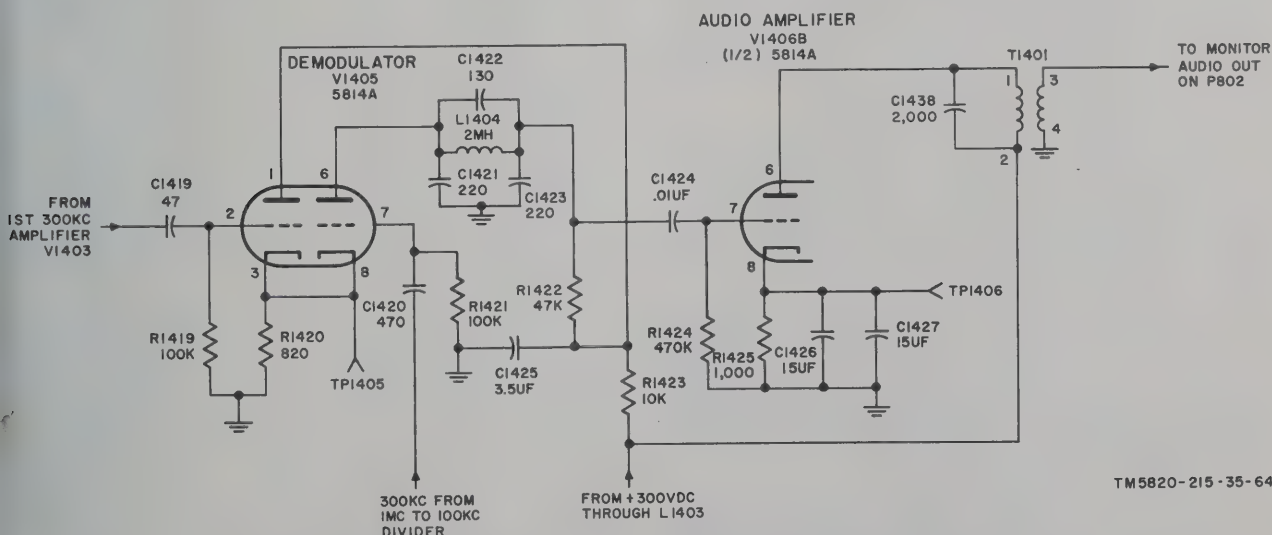 AUDIO AMPLIFIER
V1406B
(1/2) 5814A
DEMODULATOR
V1405
5814A
C1422
130
L1404
2MH
C1421
220
C1423
220
T1401
1
2
3
4
TO MONITOR
AUDIO OUT
ON P802
C1438
2,000
FROM
1ST 300KC
AMPLIFIER
V1403
C1419
47
1
6
2
7
3
8
C1424
.01UF
6
7
8
R1419
100K
R1420
820
TP1405
C1420
470
R1421
100K
R1422
47K
C1425
3.5UF
R1423
10K
R1424
470K
R1425
1,000
C1426
15UF
C1427
15UF
TP1406
300KC FROM
1MC TO 100KC
DIVIDER
FROM +300VDC
THROUGH L1403
TM5820-215-35-64